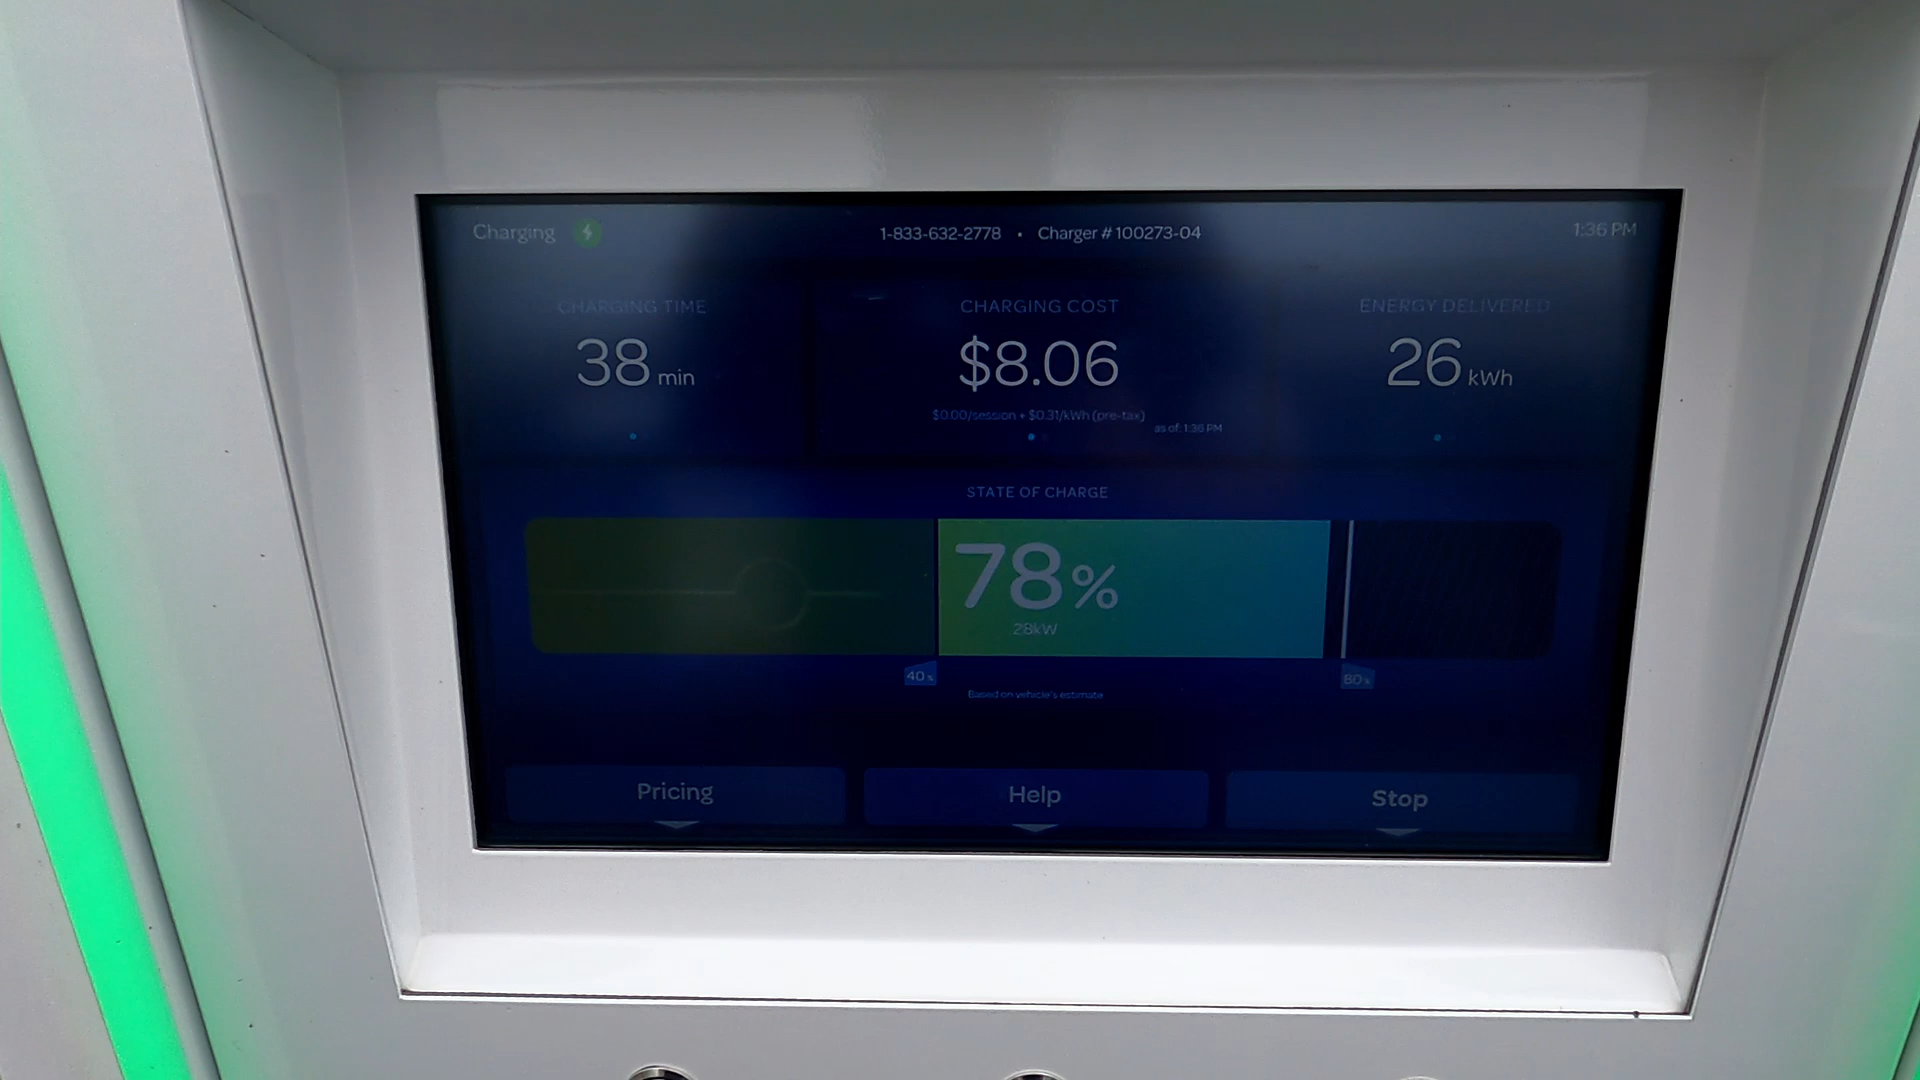 Charging
1-833-632-2778 • Charger # 100273-04
1:36 PM
CHARGING TIME
38 min
CHARGING COST
$8.06
$0.00/session + $0.31/kWh (pre-tax)
as of: 1:36 PM
ENERGY DELIVERED
26 kWh
STATE OF CHARGE
78%
28kW
40%
80%
Based on vehicle's estimate
Pricing
Help
Stop